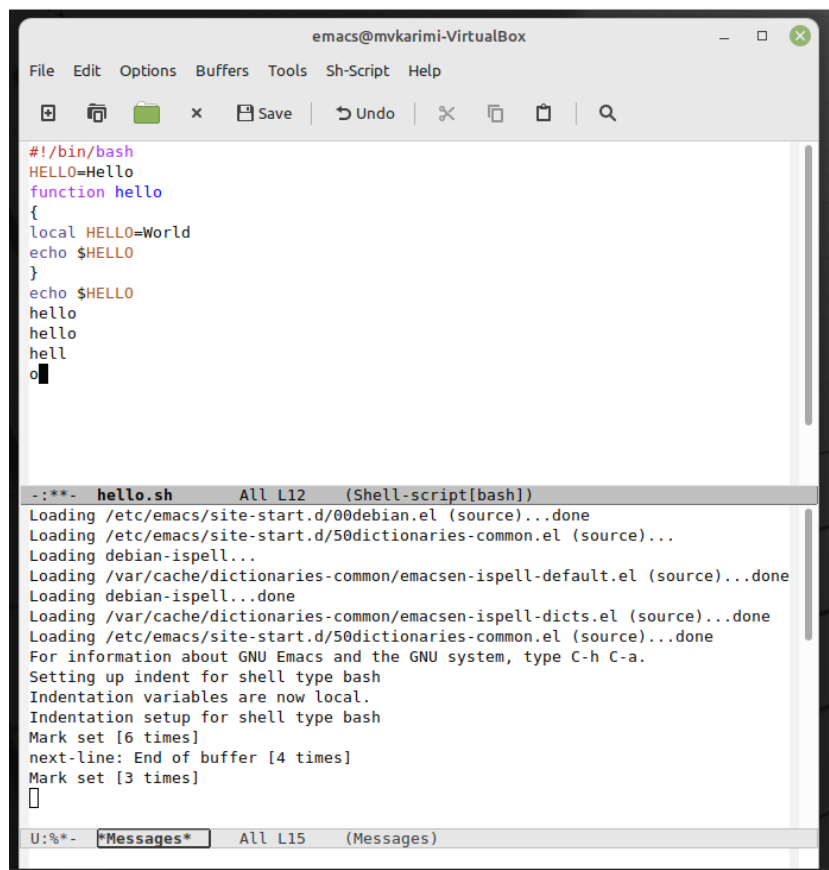 emacs@mvkarimi-VirtualBox
File Edit Options Buffers Tools Sh-Script Help
Save Undo
#!/bin/bash
HELLO=Hello
function hello
{
local HELLO=World
echo $HELLO
}
echo $HELLO
hello
hello
hell
o
-:**- hello.sh All L12 (Shell-script[bash])
Loading /etc/emacs/site-start.d/00debian.el (source)...done
Loading /etc/emacs/site-start.d/50dictionaries-common.el (source)...
Loading debian-ispell...
Loading /var/cache/dictionaries-common/emacsen-ispell-default.el (source)...done
Loading debian-ispell...done
Loading /var/cache/dictionaries-common/emacsen-ispell-dicts.el (source)...done
Loading /etc/emacs/site-start.d/50dictionaries-common.el (source)...done
For information about GNU Emacs and the GNU system, type C-h C-a.
Setting up indent for shell type bash
Indentation variables are now local.
Indentation setup for shell type bash
Mark set [6 times]
next-line: End of buffer [4 times]
Mark set [3 times]
U:%*- *Messages* All L15 (Messages)